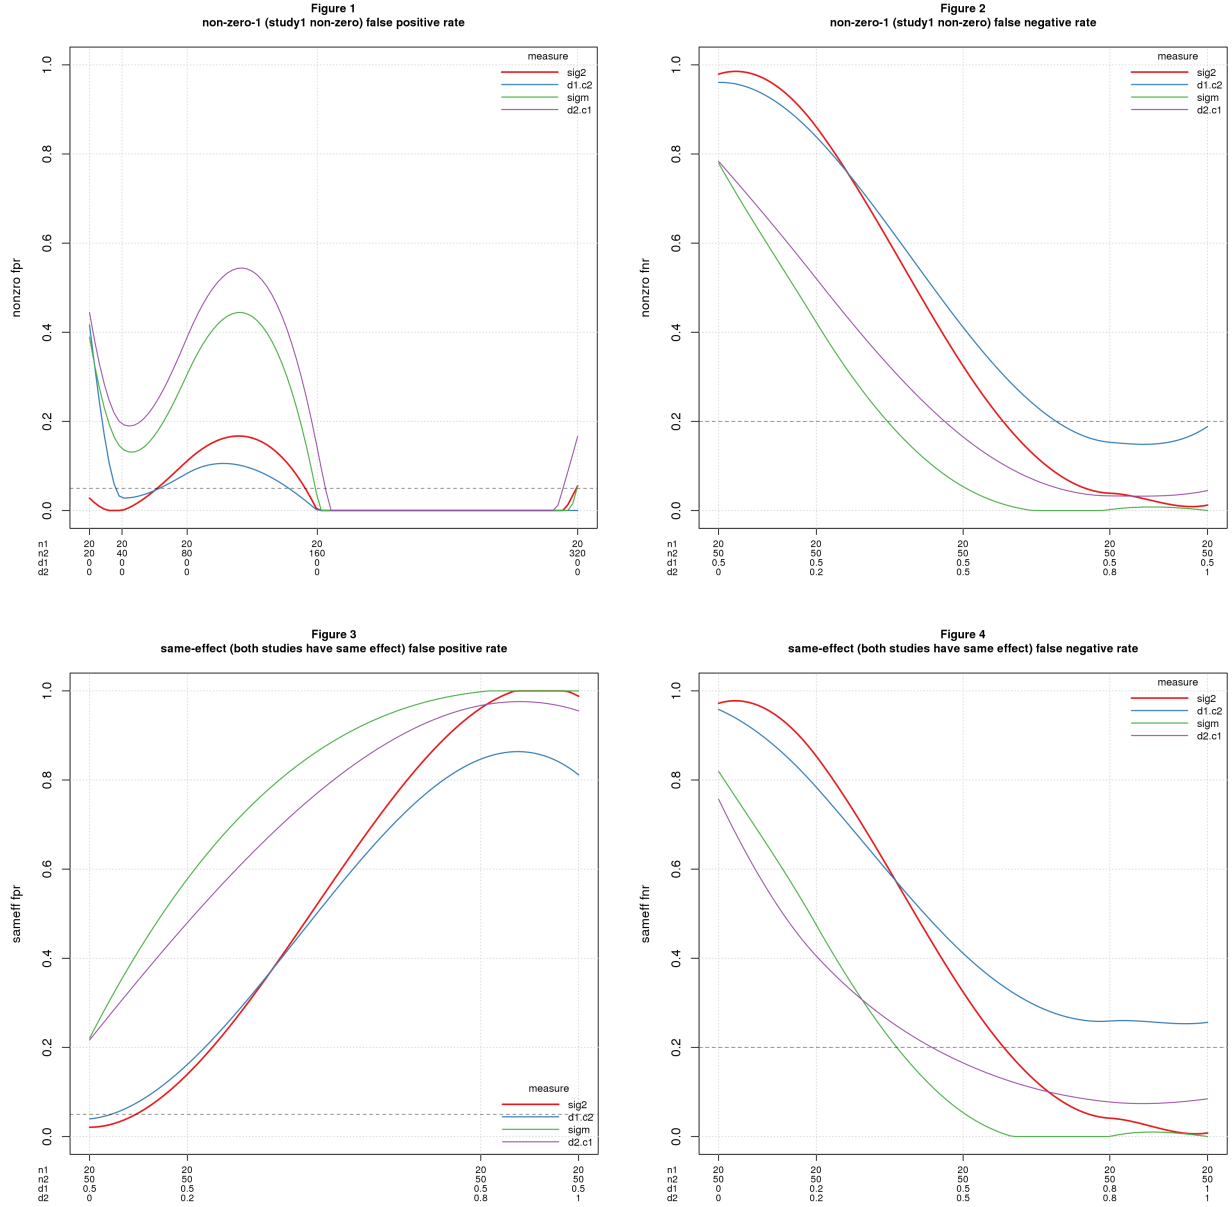 Figure 1
non-zero-1 (study1 non-zero) false positive rate
measure
sig2
d1.c2
sigm
d2.c1
nonzro fpr
1.0
0.8
0.6
0.4
0.2
0.0
n1 20 20 20 20 20
n2 20 40 80 160 320
d1 0 0 0 0 0
d2 0 0 0 0 0
Figure 2
non-zero-1 (study1 non-zero) false negative rate
measure
sig2
d1.c2
sigm
d2.c1
nonzro fnr
1.0
0.8
0.6
0.4
0.2
0.0
n1 20 20 20 20 20
n2 50 50 50 50 50
d1 0.5 0.5 0.5 0.5 0.5
d2 0 0.2 0.5 0.8 1
Figure 3
same-effect (both studies have same effect) false positive rate
sameff fpr
1.0
0.8
0.6
0.4
0.2
0.0
measure
sig2
d1.c2
sigm
d2.c1
n1 20 20 20 20
n2 50 50 50 50
d1 0.5 0.5 0.5 0.5
d2 0 0.2 0.8 1
Figure 4
same-effect (both studies have same effect) false negative rate
measure
sig2
d1.c2
sigm
d2.c1
sameff fnr
1.0
0.8
0.6
0.4
0.2
0.0
n1 20 20 20 20 20
n2 50 50 50 50 50
d1 0 0.2 0.5 0.8 1
d2 0 0.2 0.5 0.8 1